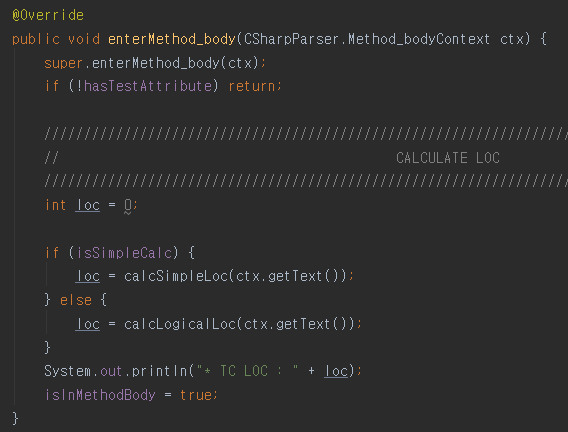 @Override
public void enterMethod_body(CSharpParser.Method_bodyContext ctx) {
super.enterMethod_body(ctx);
if (!hasTestAttribute) return;
//////////////////////////////////////////////////////////////////
// CALCULATE LOC
//////////////////////////////////////////////////////////////////
int loc = 0;
if (isSimpleCalc) {
loc = calcSimpleLoc(ctx.getText());
} else {
loc = calcLogicalLoc(ctx.getText());
}
System.out.println("* TC LOC : " + loc);
isInMethodBody = true;
}